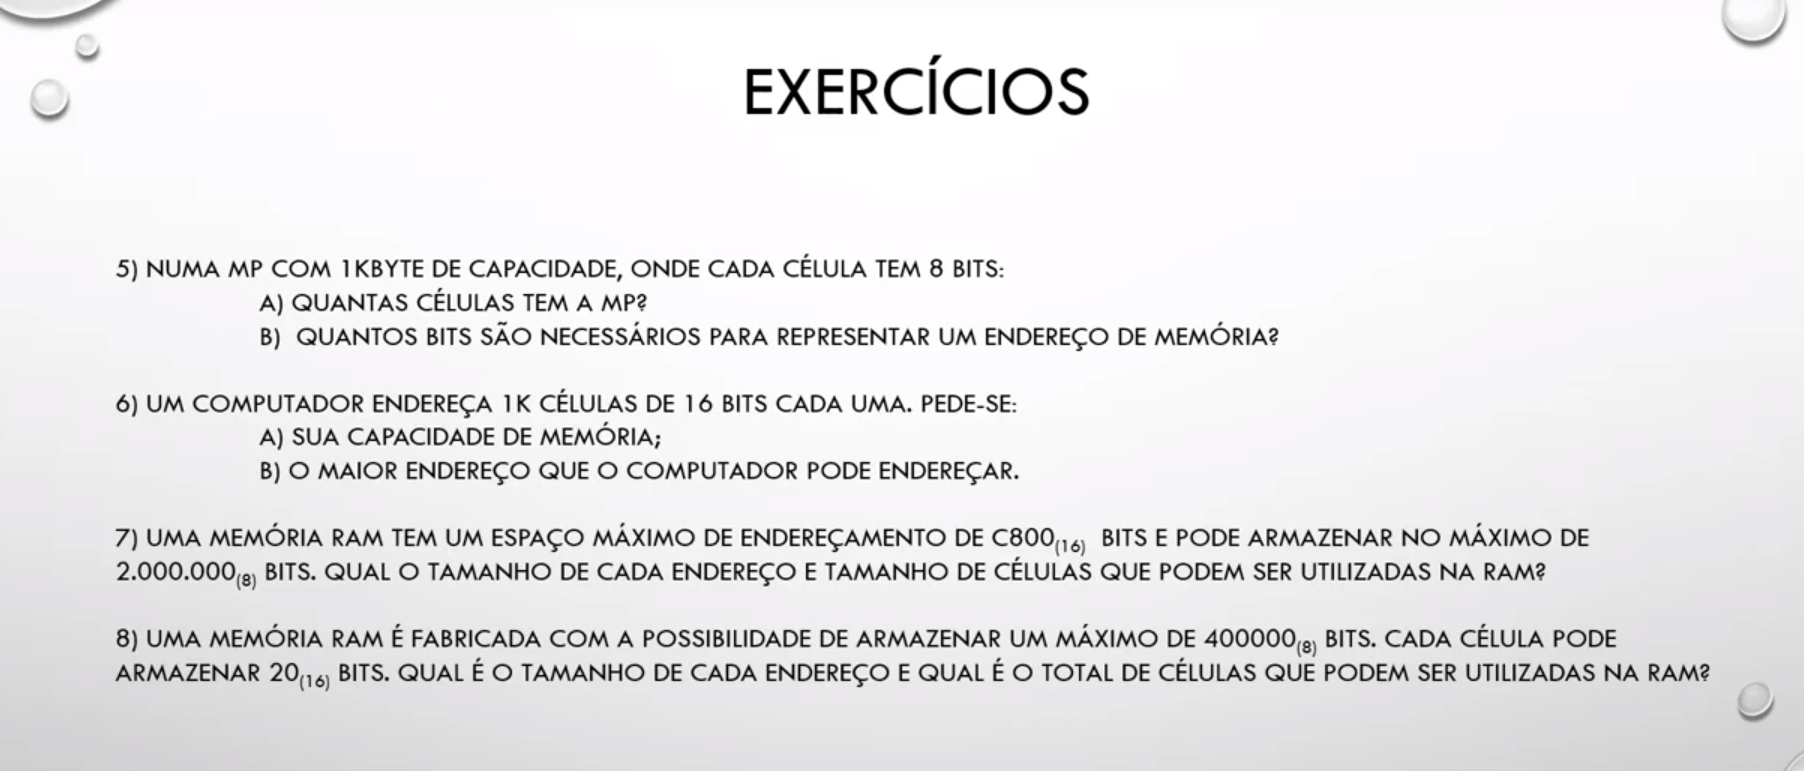 EXERCÍCIOS
5) NUMA MP COM 1KBYTE DE CAPACIDADE, ONDE CADA CÉLULA TEM 8 BITS:
A) QUANTAS CÉLULAS TEM A MP?
B) QUANTOS BITS SÃO NECESSÁRIOS PARA REPRESENTAR UM ENDEREÇO DE MEMÓRIA?
6) UM COMPUTADOR ENDEREÇA 1K CÉLULAS DE 16 BITS CADA UMA. PEDE-SE:
A) SUA CAPACIDADE DE MEMÓRIA;
B) O MAIOR ENDEREÇO QUE O COMPUTADOR PODE ENDEREÇAR.
7) UMA MEMÓRIA RAM TEM UM ESPAÇO MÁXIMO DE ENDEREÇAMENTO DE C800(16) BITS E PODE ARMAZENAR NO MÁXIMO DE
2.000.000(8) BITS. QUAL O TAMANHO DE CADA ENDEREÇO E TAMANHO DE CÉLULAS QUE PODEM SER UTILIZADAS NA RAM?
8) UMA MEMÓRIA RAM É FABRICADA COM A POSSIBILIDADE DE ARMAZENAR UM MÁXIMO DE 400000(8) BITS. CADA CÉLULA PODE
ARMAZENAR 20(16) BITS. QUAL É O TAMANHO DE CADA ENDEREÇO E QUAL É O TOTAL DE CÉLULAS QUE PODEM SER UTILIZADAS NA RAM?